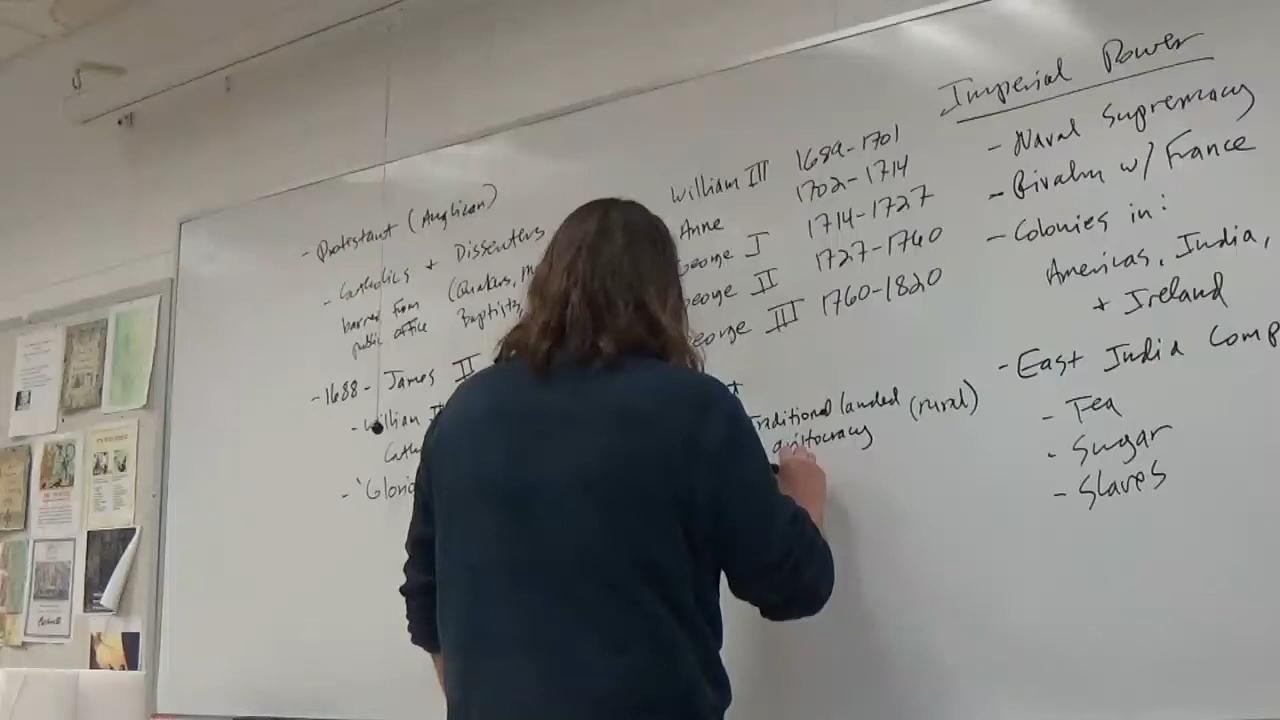 - Protestant (Anglican)
- Catholics + Dissenters
barred from (Quakers,
public office Baptists,
- 1688 - James II
- William
- 'Glorio
William III 1689-1701
Anne 1702-1714
George I 1714-1727
George II 1727-1760
George III 1760-1820
Traditional landed (rural)
aristocracy
Imperial Power
- Naval Supremacy
- Rivalry w/ France
- Colonies in:
Americas, India,
+ Ireland
- East India Comp
- Tea
- Sugar
- Slaves